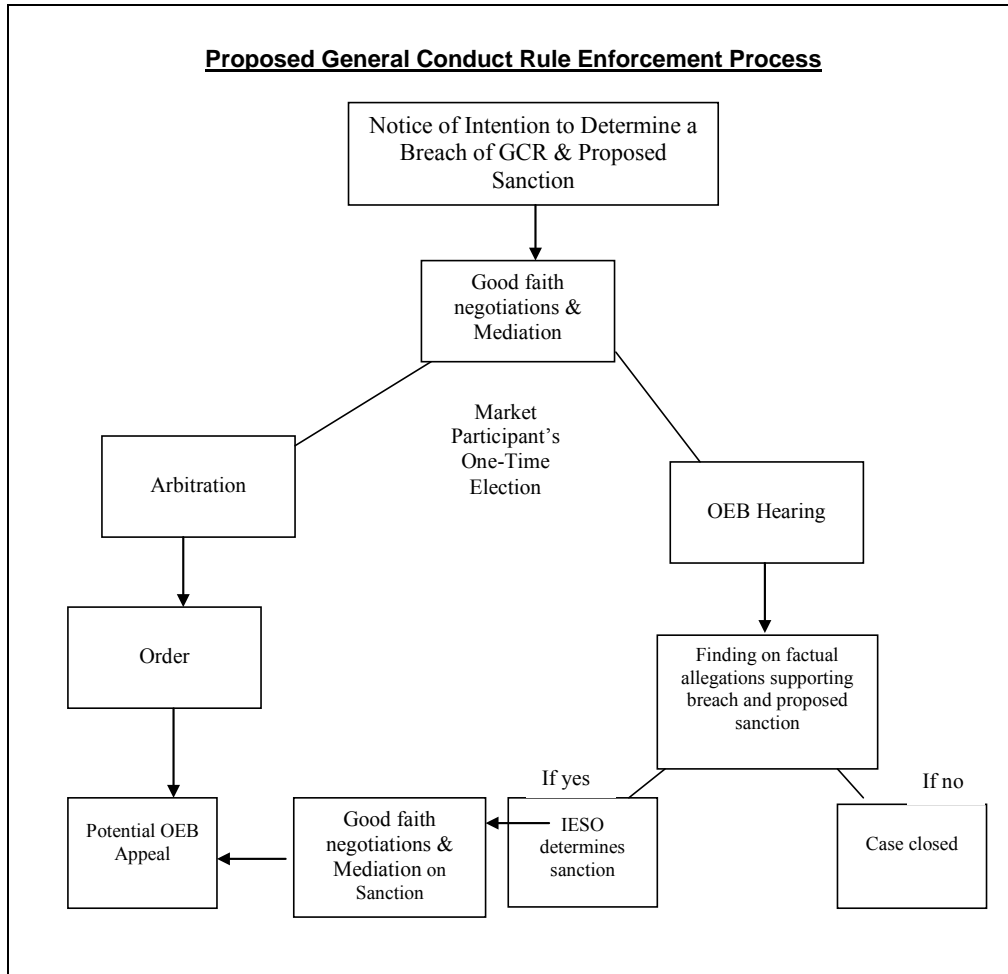 Proposed General Conduct Rule Enforcement Process
Notice of Intention to Determine a
Breach of GCR & Proposed
Sanction
Good faith
negotiations &
Mediation
Market
Participant's
One-Time
Election
Arbitration
OEB Hearing
Order
Finding on factual
allegations supporting
breach and proposed
sanction
If yes
If no
Potential OEB
Appeal
Good faith
negotiations &
Mediation on
Sanction
IESO
determines
sanction
Case closed